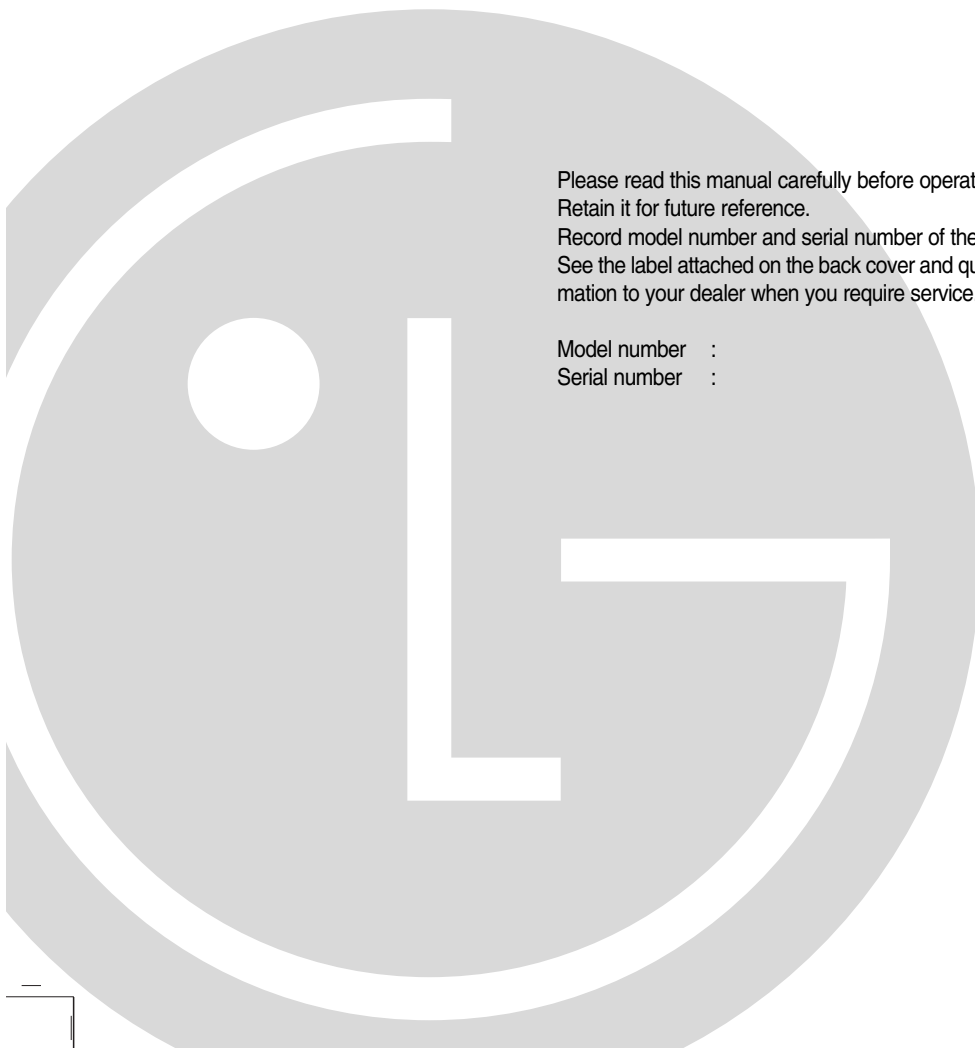 Please read this manual carefully before operat
Retain it for future reference.
Record model number and serial number of the
See the label attached on the back cover and qu
mation to your dealer when you require service
Model number :
Serial number :